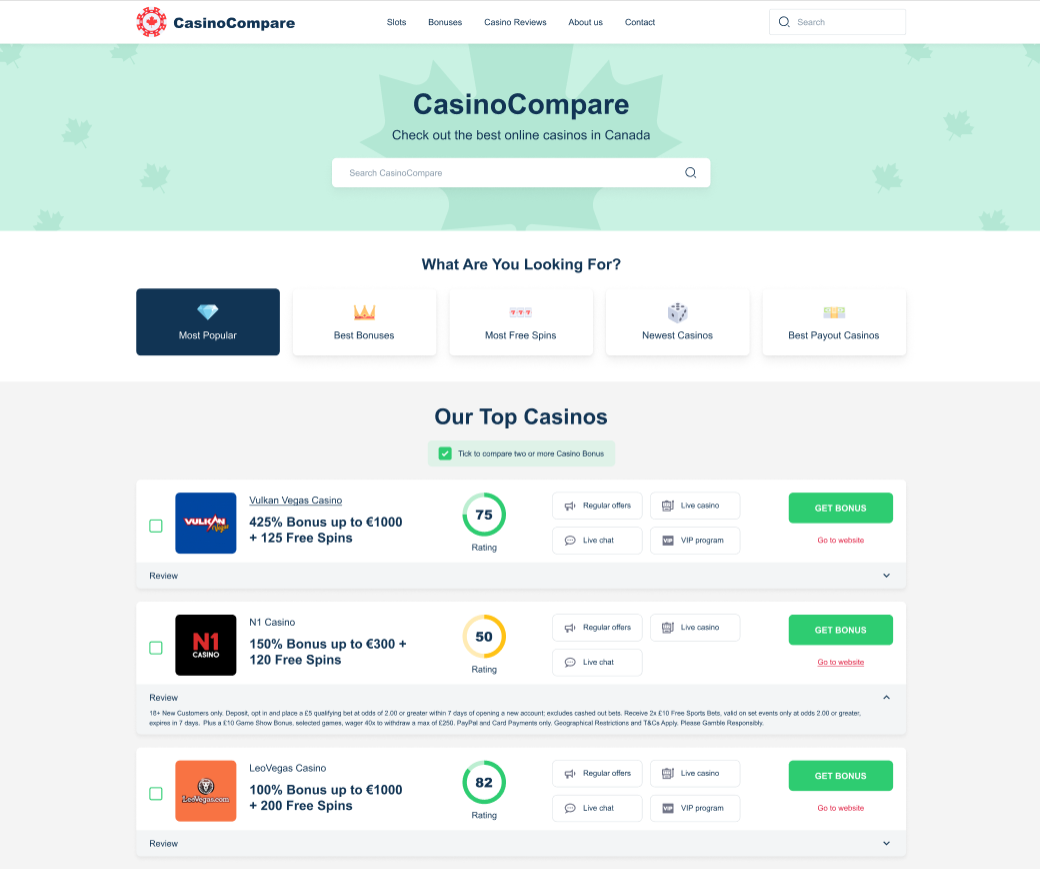 CasinoCompare
Slots Bonuses Casino Reviews About us Contact
Search
CasinoCompare
Check out the best online casinos in Canada
Search CasinoCompare
What Are You Looking For?
Most Popular
Best Bonuses
Most Free Spins
Newest Casinos
Best Payout Casinos
Our Top Casinos
Tick to compare two or more Casino Bonus
VULKAN
Vegas
Vulkan Vegas Casino
425% Bonus up to €1000
+ 125 Free Spins
75
Rating
Regular offers
Live casino
Live chat
VIP
VIP program
GET BONUS
Go to website
Review
N1
CASINO
N1 Casino
150% Bonus up to €300 +
120 Free Spins
50
Rating
Regular offers
Live casino
Live chat
GET BONUS
Go to website
Review
18+ New Customers only. Deposit, opt in and place a £5 qualifying bet at odds of 2.00 or greater within 7 days of opening a new account; excludes cashed out bets. Receive 2x £10 Free Sports Bets, valid on set events only at odds 2.00 or greater,
expires in 7 days. Plus a £10 Game Show Bonus, selected games, wager 40x to withdraw a max of £250. PayPal and Card Payments only. Geographical Restrictions and T&Cs Apply. Please Gamble Responsibly.
LeoVegas.com
LeoVegas Casino
100% Bonus up to €1000
+ 200 Free Spins
82
Rating
Regular offers
Live casino
Live chat
VIP
VIP program
GET BONUS
Go to website
Review